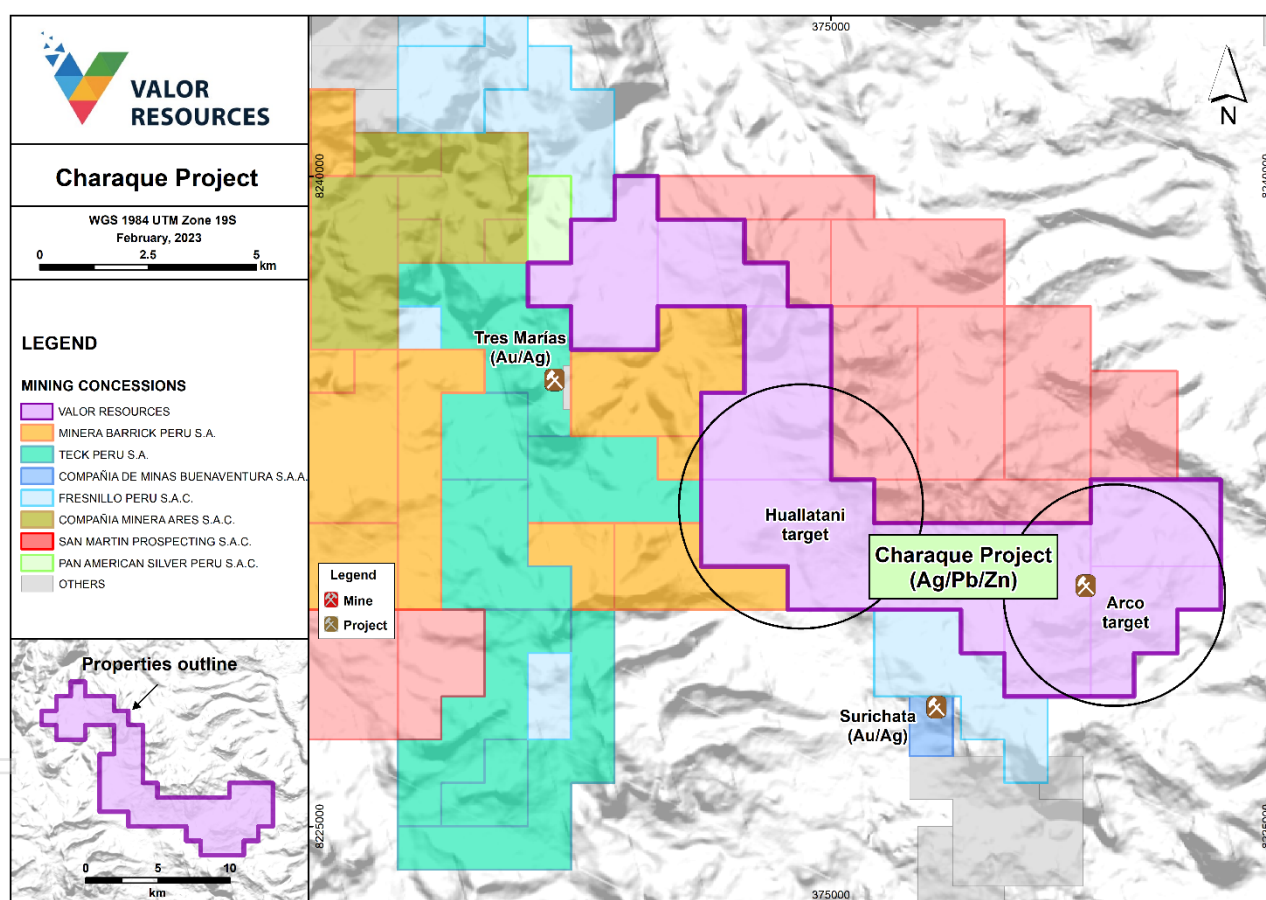 VALOR
RESOURCES
Charaque Project
WGS 1984 UTM Zone 19S
February, 2023
0 2.5 5
km
LEGEND
MINING CONCESSIONS
VALOR RESOURCES
MINERA BARRICK PERU S.A.
TECK PERU S.A.
COMPAÑIA DE MINAS BUENAVENTURA S.A.A.
FRESNILLO PERU S.A.C.
COMPAÑIA MINERA ARES S.A.C.
SAN MARTIN PROSPECTING S.A.C.
PAN AMERICAN SILVER PERU S.A.C.
OTHERS
Properties outline
0 5 10
km
375000
N
8240000
8240000
Tres Marías
(Au/Ag)
Huallatani
target
Charaque Project
(Ag/Pb/Zn)
Arco
target
Legend
Mine
Project
Surichata
(Au/Ag)
8225000
8225000
375000